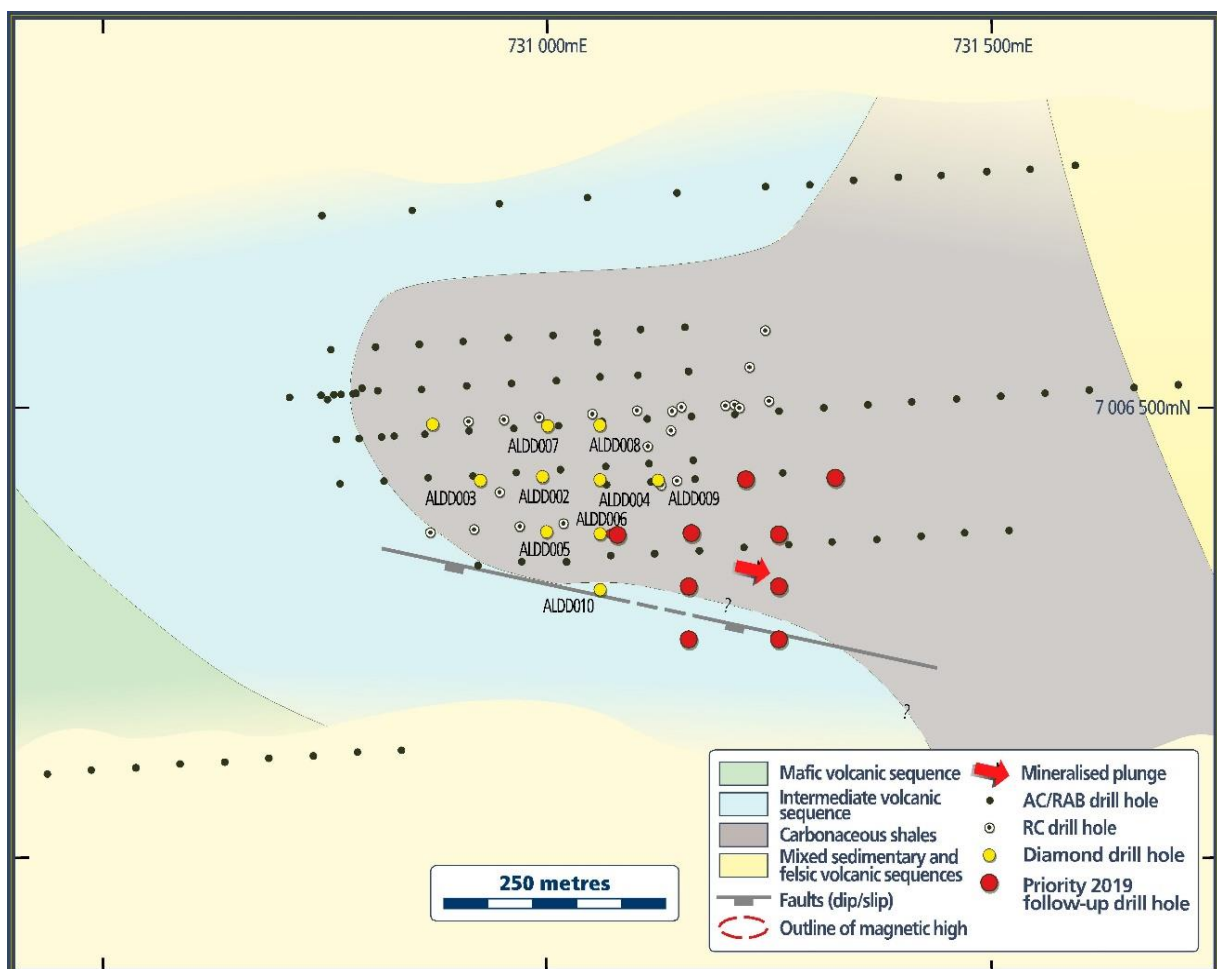 731 000mE
731 500mE
7 006 500mN
ALDD007
ALDD008
ALDD003
ALDD002
ALDD004
ALDD009
ALDD006
ALDD005
ALDD010
?
?
Mafic volcanic sequence
Intermediate volcanic
sequence
Carbonaceous shales
Mixed sedimentary and
felsic volcanic sequences
Faults (dip/slip)
Outline of magnetic high
Mineralised plunge
AC/RAB drill hole
RC drill hole
Diamond drill hole
Priority 2019
follow-up drill hole
250 metres